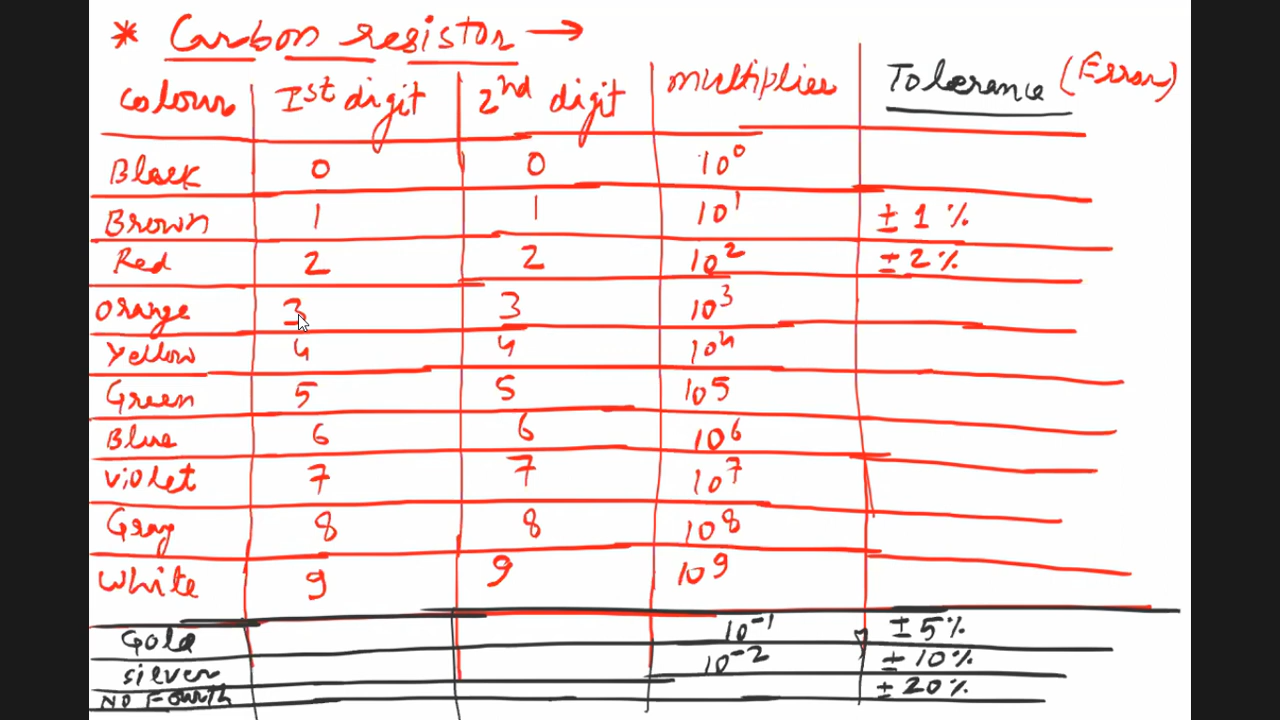 * Carbon resistor →
colour 1st digit 2nd digit multiplier Tolerance (Error)
Black 0 0 10⁰
Brown 1 1 10¹ ± 1 %
Red 2 2 10² ± 2 %
Orange 3 3 10³
Yellow 4 4 10⁴
Green 5 5 10⁵
Blue 6 6 10⁶
Violet 7 7 10⁷
Gray 8 8 10⁸
White 9 9 10⁹
Gold 10⁻¹ ± 5 %
Silver 10⁻² ± 10 %
No Fourth ± 20 %